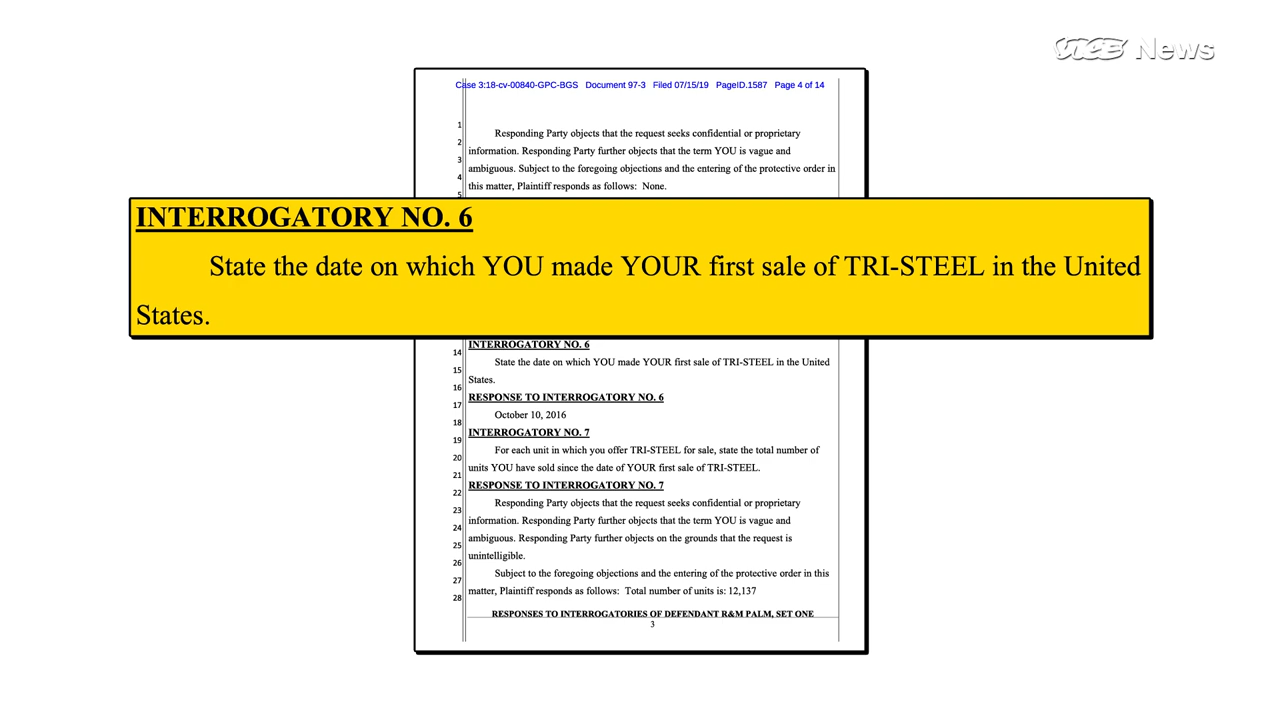 VICE News
Case 3:18-cv-00840-GPC-BGS Document 97-3 Filed 07/15/19 PageID.1587 Page 4 of 14
1
Responding Party objects that the request seeks confidential or proprietary
2
information. Responding Party further objects that the term YOU is vague and
3
ambiguous. Subject to the foregoing objections and the entering of the protective order in
4
this matter, Plaintiff responds as follows: None.
5
INTERROGATORY NO. 6
State the date on which YOU made YOUR first sale of TRI-STEEL in the United
States.
INTERROGATORY NO. 6
14
State the date on which YOU made YOUR first sale of TRI-STEEL in the United
15
States.
16
RESPONSE TO INTERROGATORY NO. 6
17
October 10, 2016
18
INTERROGATORY NO. 7
19
For each unit in which you offer TRI-STEEL for sale, state the total number of
20
units YOU have sold since the date of YOUR first sale of TRI-STEEL.
21
RESPONSE TO INTERROGATORY NO. 7
22
Responding Party objects that the request seeks confidential or proprietary
23
information. Responding Party further objects that the term YOU is vague and
24
ambiguous. Responding Party further objects on the grounds that the request is
25
unintelligible.
26
Subject to the foregoing objections and the entering of the protective order in this
27
matter, Plaintiff responds as follows: Total number of units is: 12,137
28
RESPONSES TO INTERROGATORIES OF DEFENDANT R&M PALM, SET ONE
3